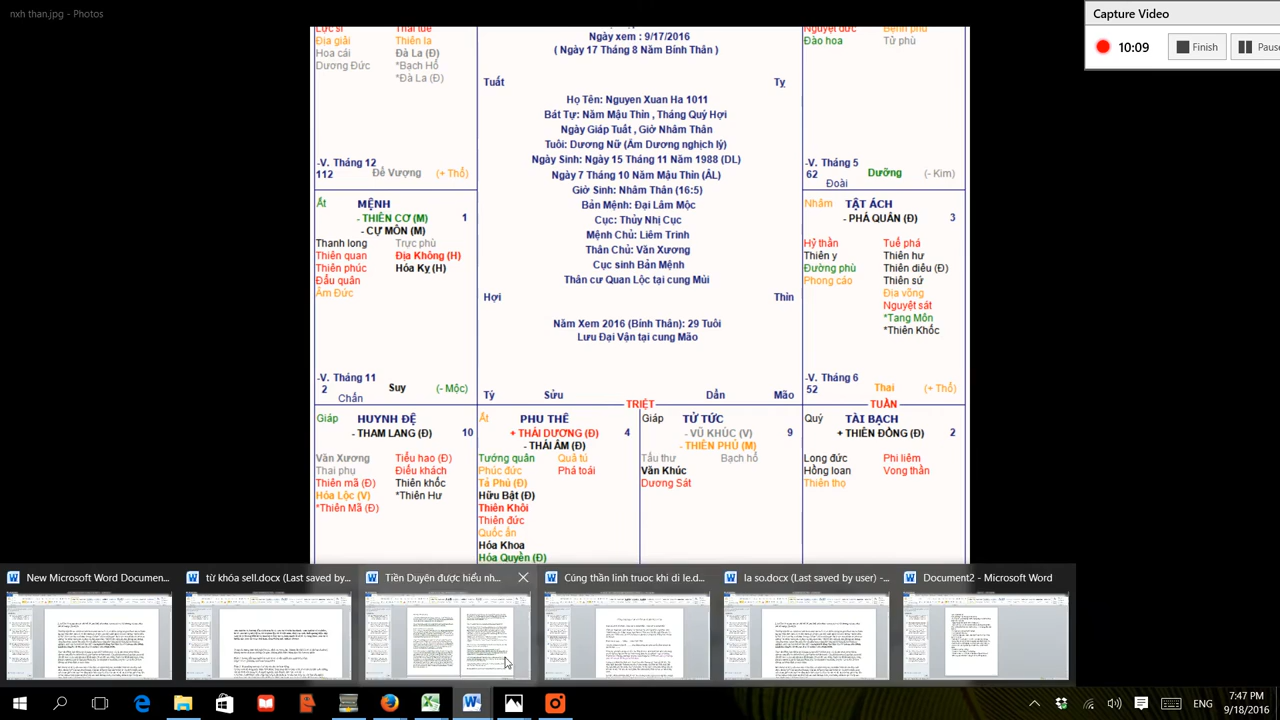 nxh than.jpg - Photos
Capture Video
10:09
Finish
Pause
Lực sĩ
Thái tuế
Địa giải
Thiên la
Hoa cái
Đà La (Đ)
Dương Đức
*Bạch Hổ
*Đà La (Đ)
-V. Tháng 12
112
Đế Vượng
(+ Thổ)
Ngày xem : 9/17/2016
( Ngày 17 Tháng 8 Năm Bính Thân )
Tuất
Tỵ
Họ Tên: Nguyen Xuan Ha 1011
Bát Tự: Năm Mậu Thìn , Tháng Quý Hợi
Ngày Giáp Tuất , Giờ Nhâm Thân
Tuổi: Dương Nữ (Âm Dương nghịch lý)
Ngày Sinh: Ngày 15 Tháng 11 Năm 1988 (DL)
Ngày 7 Tháng 10 Năm Mậu Thìn (ÂL)
Giờ Sinh: Nhâm Thân (16:5)
Bản Mệnh: Đại Lâm Mộc
Cục: Thủy Nhị Cục
Mệnh Chủ: Liêm Trinh
Thân Chủ: Văn Xương
Cục sinh Bản Mệnh
Thân cư Quan Lộc tại cung Mùi
Hợi
Thìn
Năm Xem 2016 (Bính Thân): 29 Tuổi
Lưu Đại Vận tại cung Mão
Tý
Sửu
Dần
Mão
Nguyệt đức
Bệnh phù
Đào hoa
Tử phù
-V. Tháng 5
62
Dưỡng
(- Kim)
Đoài
Ất
MỆNH
- THIÊN CƠ (M)
1
- CỰ MÔN (M)
Thanh long
Trực phù
Thiên quan
Địa Không (H)
Thiên phúc
Hóa Kỵ (H)
Đẩu quân
Âm Đức
-V. Tháng 11
2
Suy
(- Mộc)
Chấn
Nhâm
TẬT ÁCH
- PHÁ QUÂN (Đ)
3
Hỷ thần
Tuế phá
Thiên y
Thiên hư
Đường phù
Thiên diêu (Đ)
Phong cáo
Thiên sứ
Địa võng
Nguyệt sát
*Tang Môn
*Thiên Khốc
-V. Tháng 6
52
Thai
(+ Thổ)
TRIỆT
TUẦN
Giáp
HUYNH ĐỆ
- THAM LANG (Đ)
10
Văn Xương
Tiểu hao (Đ)
Thai phụ
Điếu khách
Thiên mã (Đ)
Thiên khốc
Hóa Lộc (V)
*Thiên Hư
*Thiên Mã (Đ)
Ất
PHU THÊ
+ THÁI DƯƠNG (Đ)
4
- THÁI ÂM (Đ)
Tướng quân
Quả tú
Phúc đức
Phá toái
Tả Phù (Đ)
Hữu Bật (Đ)
Thiên Khôi
Thiên đức
Quốc ấn
Hóa Khoa
Hóa Quyền (Đ)
Giáp
TỬ TỨC
- VŨ KHÚC (V)
9
- THIÊN PHỦ (M)
Tấu thư
Bạch hổ
Văn Khúc
Dương Sát
Quý
TÀI BẠCH
+ THIÊN ĐỒNG (Đ)
2
Long đức
Phi liêm
Hồng loan
Vong thần
Thiên thọ
New Microsoft Word Documen...
từ khóa sell.docx (Last saved by...
Tiền Duyên được hiểu nh...
Cúng thần linh truoc khi di le.d...
la so.docx (Last saved by user) -...
Document2 - Microsoft Word
ENG
7:47 PM
9/18/2016